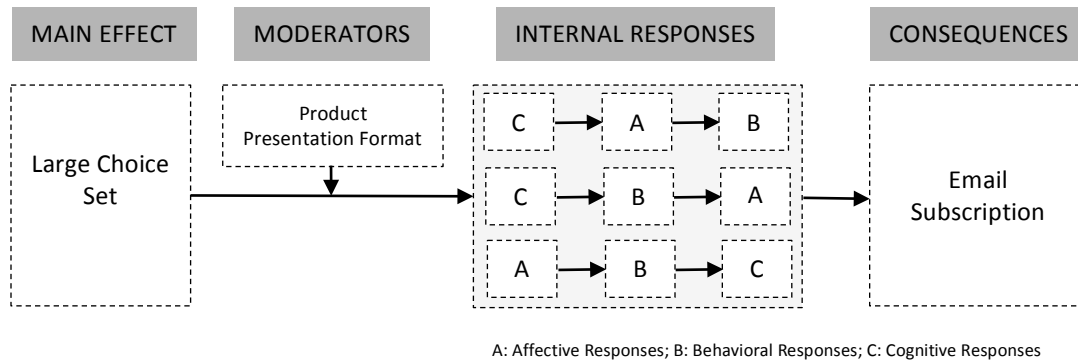 MAIN EFFECT
MODERATORS
INTERNAL RESPONSES
CONSEQUENCES
Large Choice
Set
Product
Presentation Format
C
A
B
C
B
A
A
B
C
Email
Subscription
A: Affective Responses; B: Behavioral Responses; C: Cognitive Responses